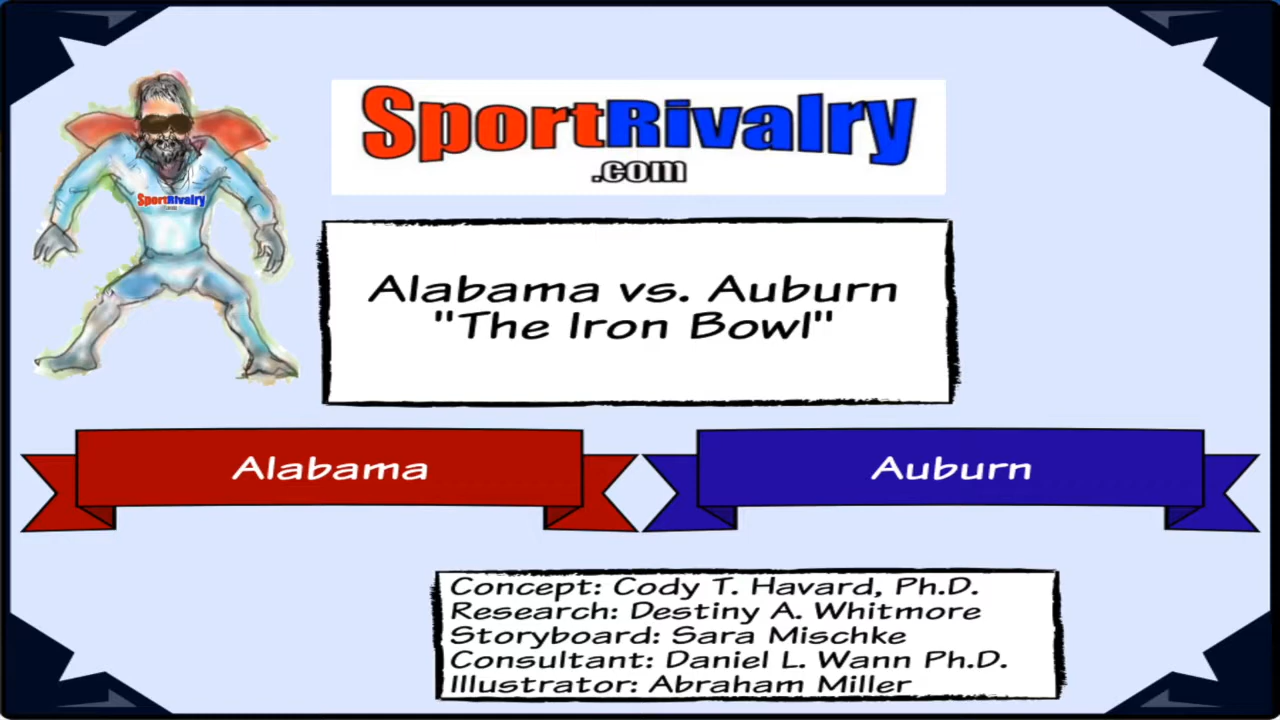 SportRivalry
.com
SportRivalry
Alabama vs. Auburn
"The Iron Bowl"
Alabama
Auburn
Concept: Cody T. Havard, Ph.D.
Research: Destiny A. Whitmore
Storyboard: Sara Mischke
Consultant: Daniel L. Wann Ph.D.
Illustrator: Abraham Miller